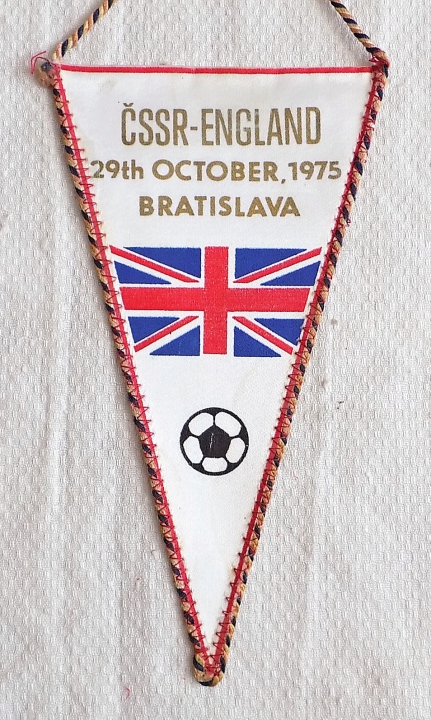 ČSSR-ENGLAND
29th OCTOBER, 1975
BRATISLAVA